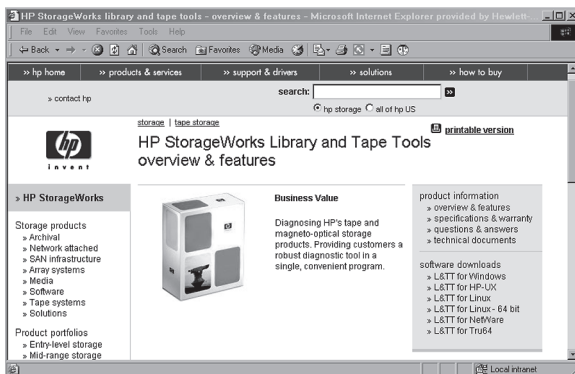 HP StorageWorks library and tape tools - overview & features - Microsoft Internet Explorer provided by Hewlett-
File Edit View Favorites Tools Help
Back Search Favorites Media
» hp home » products & services » support & drivers » solutions » how to buy
» contact hp
search:
hp storage all of hp US
storage | tape storage
printable version
HP StorageWorks Library and Tape Tools
overview & features
hp
invent
» HP StorageWorks
Storage products
» Archival
» Network attached
» SAN infrastructure
» Array systems
» Media
» Software
» Tape systems
» Solutions
Product portfolios
» Entry-level storage
» Mid-range storage
Business Value
Diagnosing HP's tape and
magneto-optical storage
products. Providing customers a
robust diagnostic tool in a
single, convenient program.
product information
» overview & features
» specifications & warranty
» questions & answers
» technical documents
software downloads
» L&TT for Windows
» L&TT for HP-UX
» L&TT for Linux
» L&TT for Linux - 64 bit
» L&TT for NetWare
» L&TT for Tru64
Local intranet